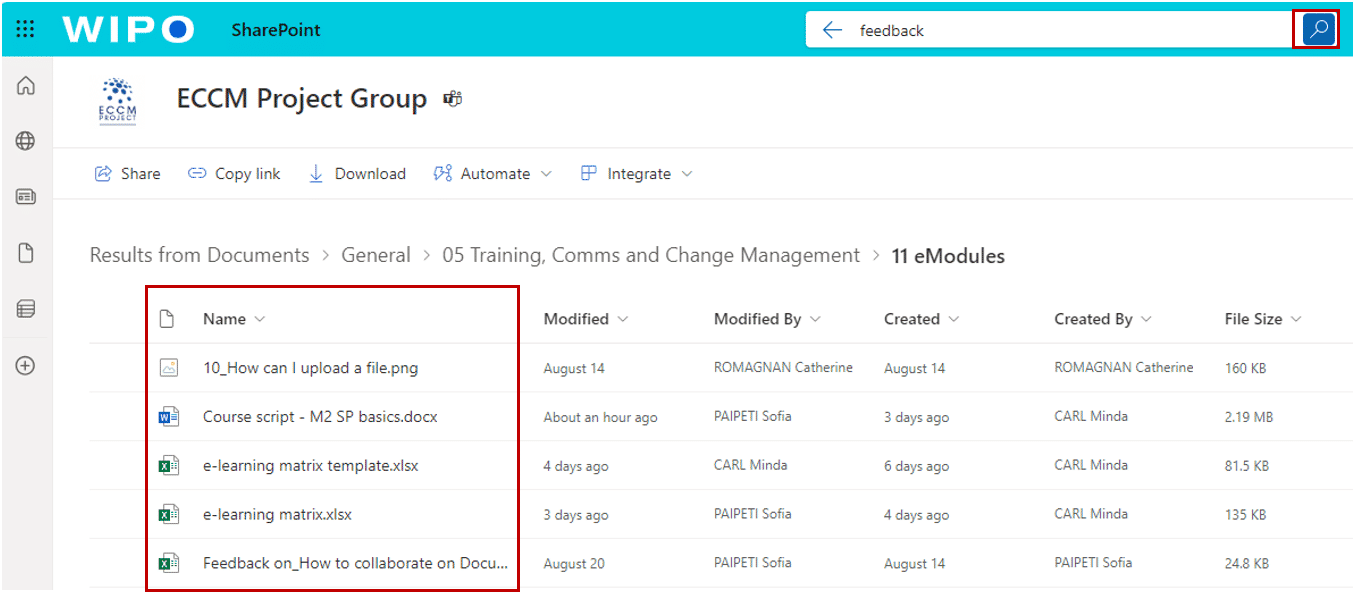 WIPO SharePoint feedback
ECCM PROJECT
ECCM Project Group
Share Copy link Download Automate Integrate
Results from Documents > General > 05 Training, Comms and Change Management > 11 eModules
Name Modified Modified By Created Created By File Size
10_How can I upload a file.png August 14 ROMAGNAN Catherine August 14 ROMAGNAN Catherine 160 KB
Course script - M2 SP basics.docx About an hour ago PAIPETI Sofia 3 days ago CARL Minda 2.19 MB
e-learning matrix template.xlsx 4 days ago CARL Minda 6 days ago CARL Minda 81.5 KB
e-learning matrix.xlsx 3 days ago PAIPETI Sofia 4 days ago CARL Minda 135 KB
Feedback on_How to collaborate on Docu... August 20 PAIPETI Sofia August 14 PAIPETI Sofia 24.8 KB